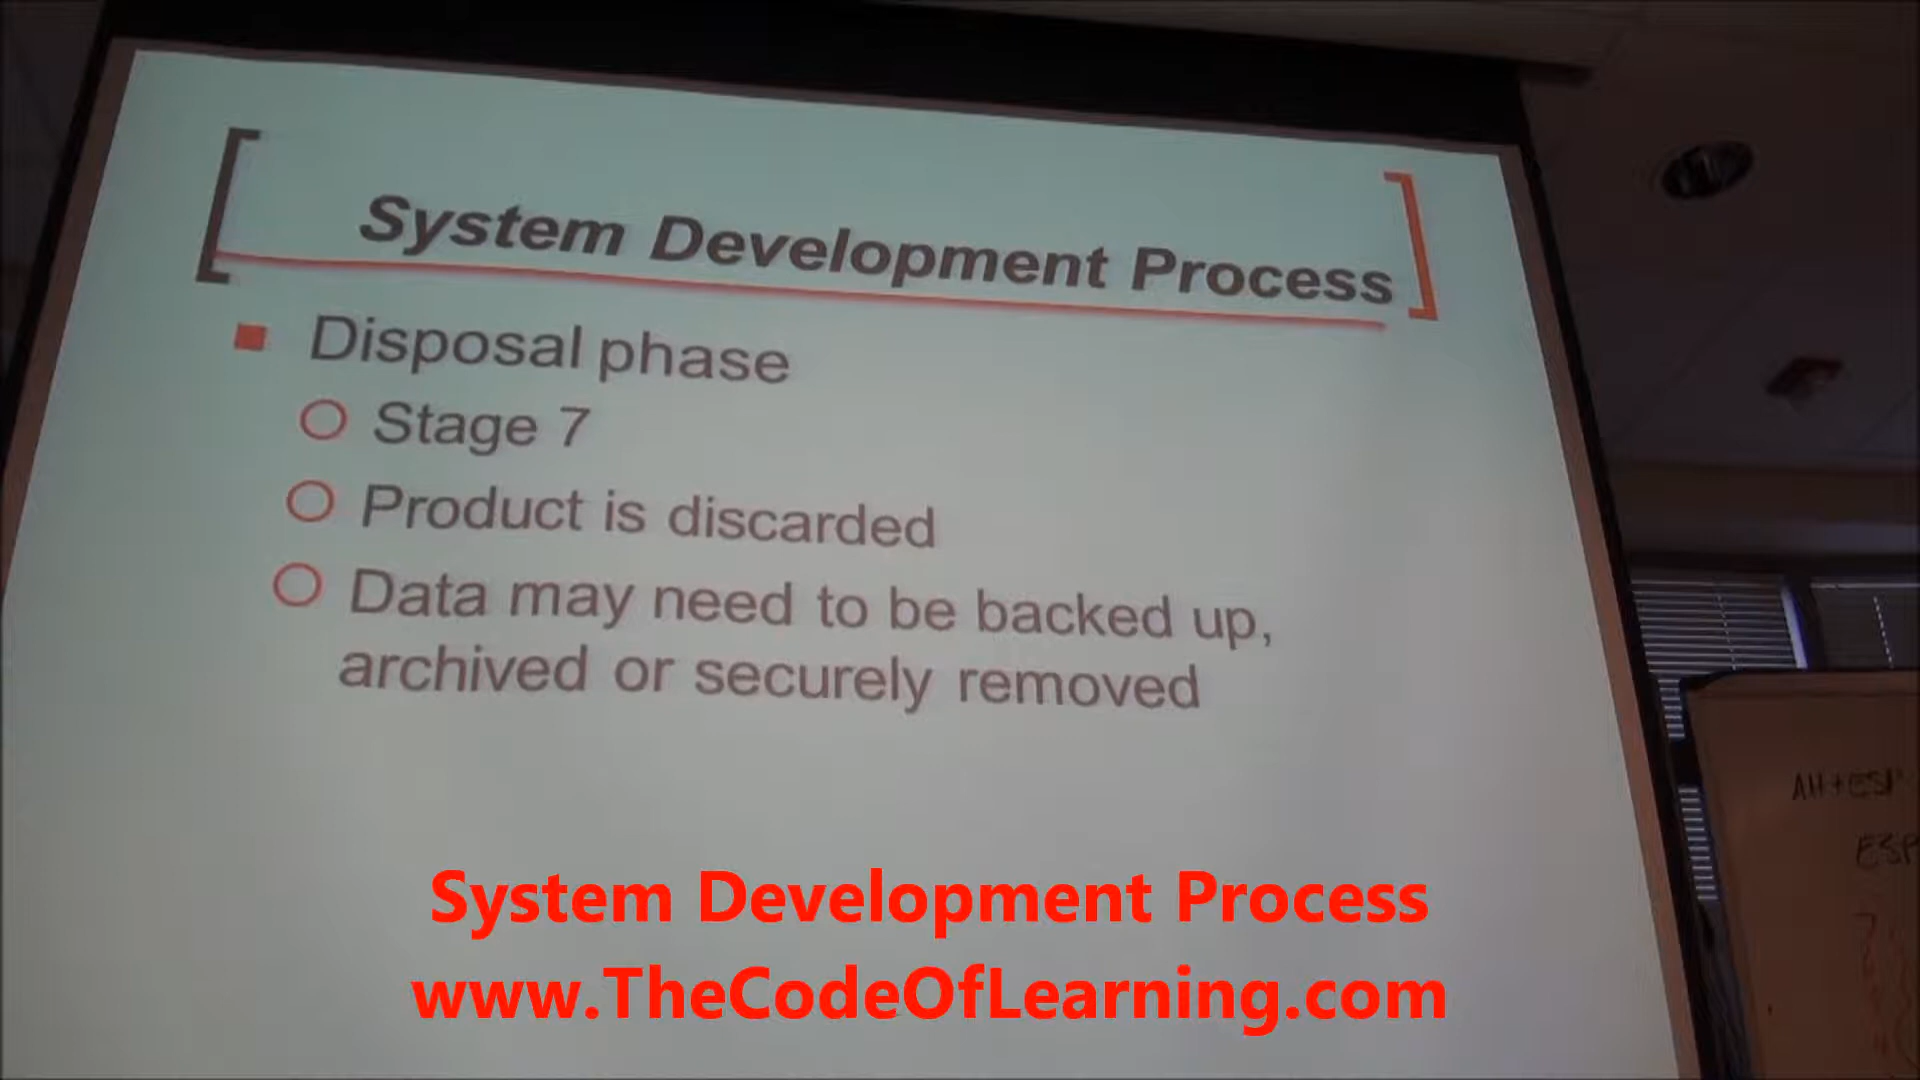 System Development Process
Disposal phase
Stage 7
Product is discarded
Data may need to be backed up,
archived or securely removed
System Development Process
www.TheCodeOfLearning.com